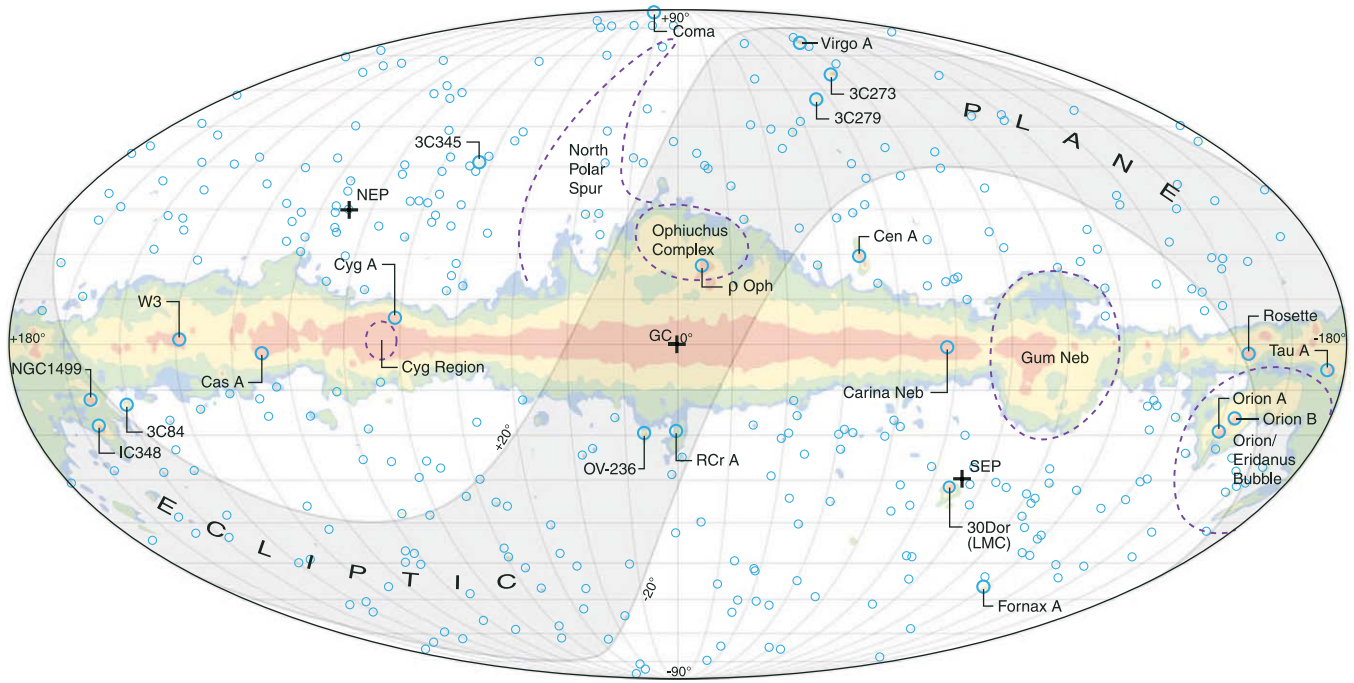 +90°
Coma
Virgo A
3C273
3C279
P L A N E
3C345
North
Polar
Spur
NEP
Ophiuchus
Complex
Cen A
Cyg A
ρ Oph
W3
Rosette
+180°
GC
0°
-180°
Tau A
NGC1499
Cyg Region
Gum Neb
Cas A
Carina Neb
Orion A
Orion B
3C84
IC348
+20°
OV-236
RCr A
Orion/
Eridanus
Bubble
SEP
E C L I P T I C
30Dor
(LMC)
-20°
Fornax A
-90°